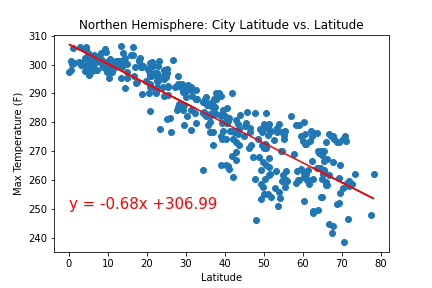 Northen Hemisphere: City Latitude vs. Latitude
310
300
290
280
270
260
250
240
Max Temperature (F)
y = -0.68x +306.99
0 10 20 30 40 50 60 70 80
Latitude